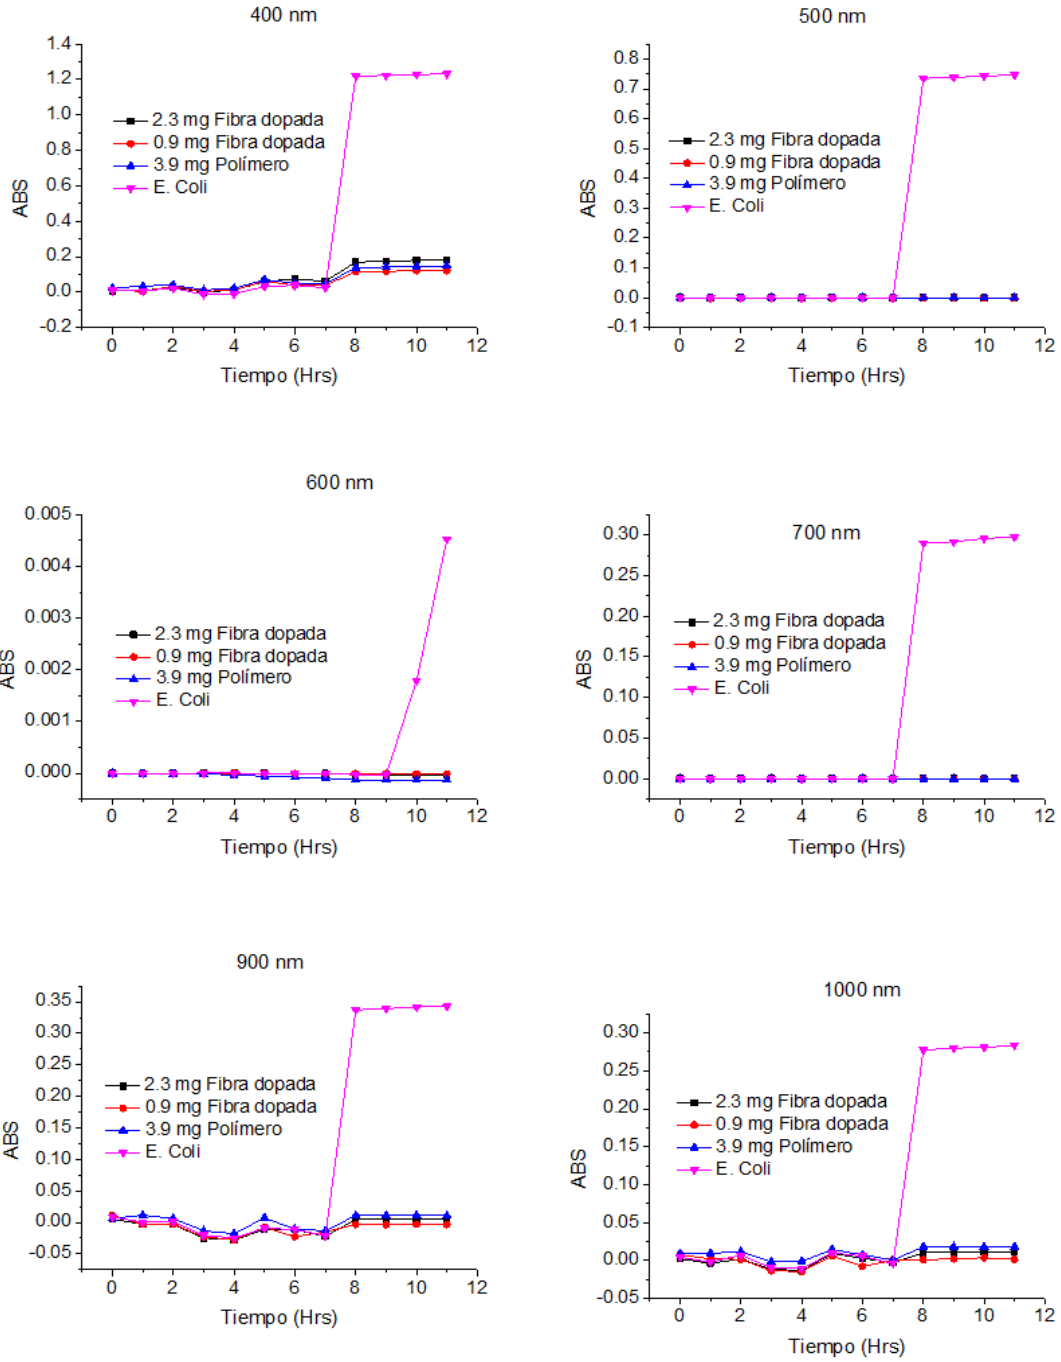 400 nm
1.4
1.2
1.0
0.8
0.6
0.4
0.2
0.0
-0.2
ABS
2.3 mg Fibra dopada
0.9 mg Fibra dopada
3.9 mg Polímero
E. Coli
0 2 4 6 8 10 12
Tiempo (Hrs)
500 nm
0.8
0.7
0.6
0.5
0.4
0.3
0.2
0.1
0.0
-0.1
ABS
2.3 mg Fibra dopada
0.9 mg Fibra dopada
3.9 mg Polímero
E. Coli
0 2 4 6 8 10 12
Tiempo (Hrs)
600 nm
0.005
0.004
0.003
0.002
0.001
0.000
ABS
2.3 mg Fibra dopada
0.9 mg Fibra dopada
3.9 mg Polímero
E. Coli
0 2 4 6 8 10 12
Tiempo (Hrs)
700 nm
0.30
0.25
0.20
0.15
0.10
0.05
0.00
ABS
2.3 mg Fibra dopada
0.9 mg Fibra dopada
3.9 mg Polímero
E. Coli
0 2 4 6 8 10 12
Tiempo (Hrs)
900 nm
0.35
0.30
0.25
0.20
0.15
0.10
0.05
0.00
-0.05
ABS
2.3 mg Fibra dopada
0.9 mg Fibra dopada
3.9 mg Polímero
E. Coli
0 2 4 6 8 10 12
Tiempo (Hrs)
1000 nm
0.30
0.25
0.20
0.15
0.10
0.05
0.00
-0.05
ABS
2.3 mg Fibra dopada
0.9 mg Fibra dopada
3.9 mg Polímero
E. Coli
0 2 4 6 8 10 12
Tiempo (Hrs)